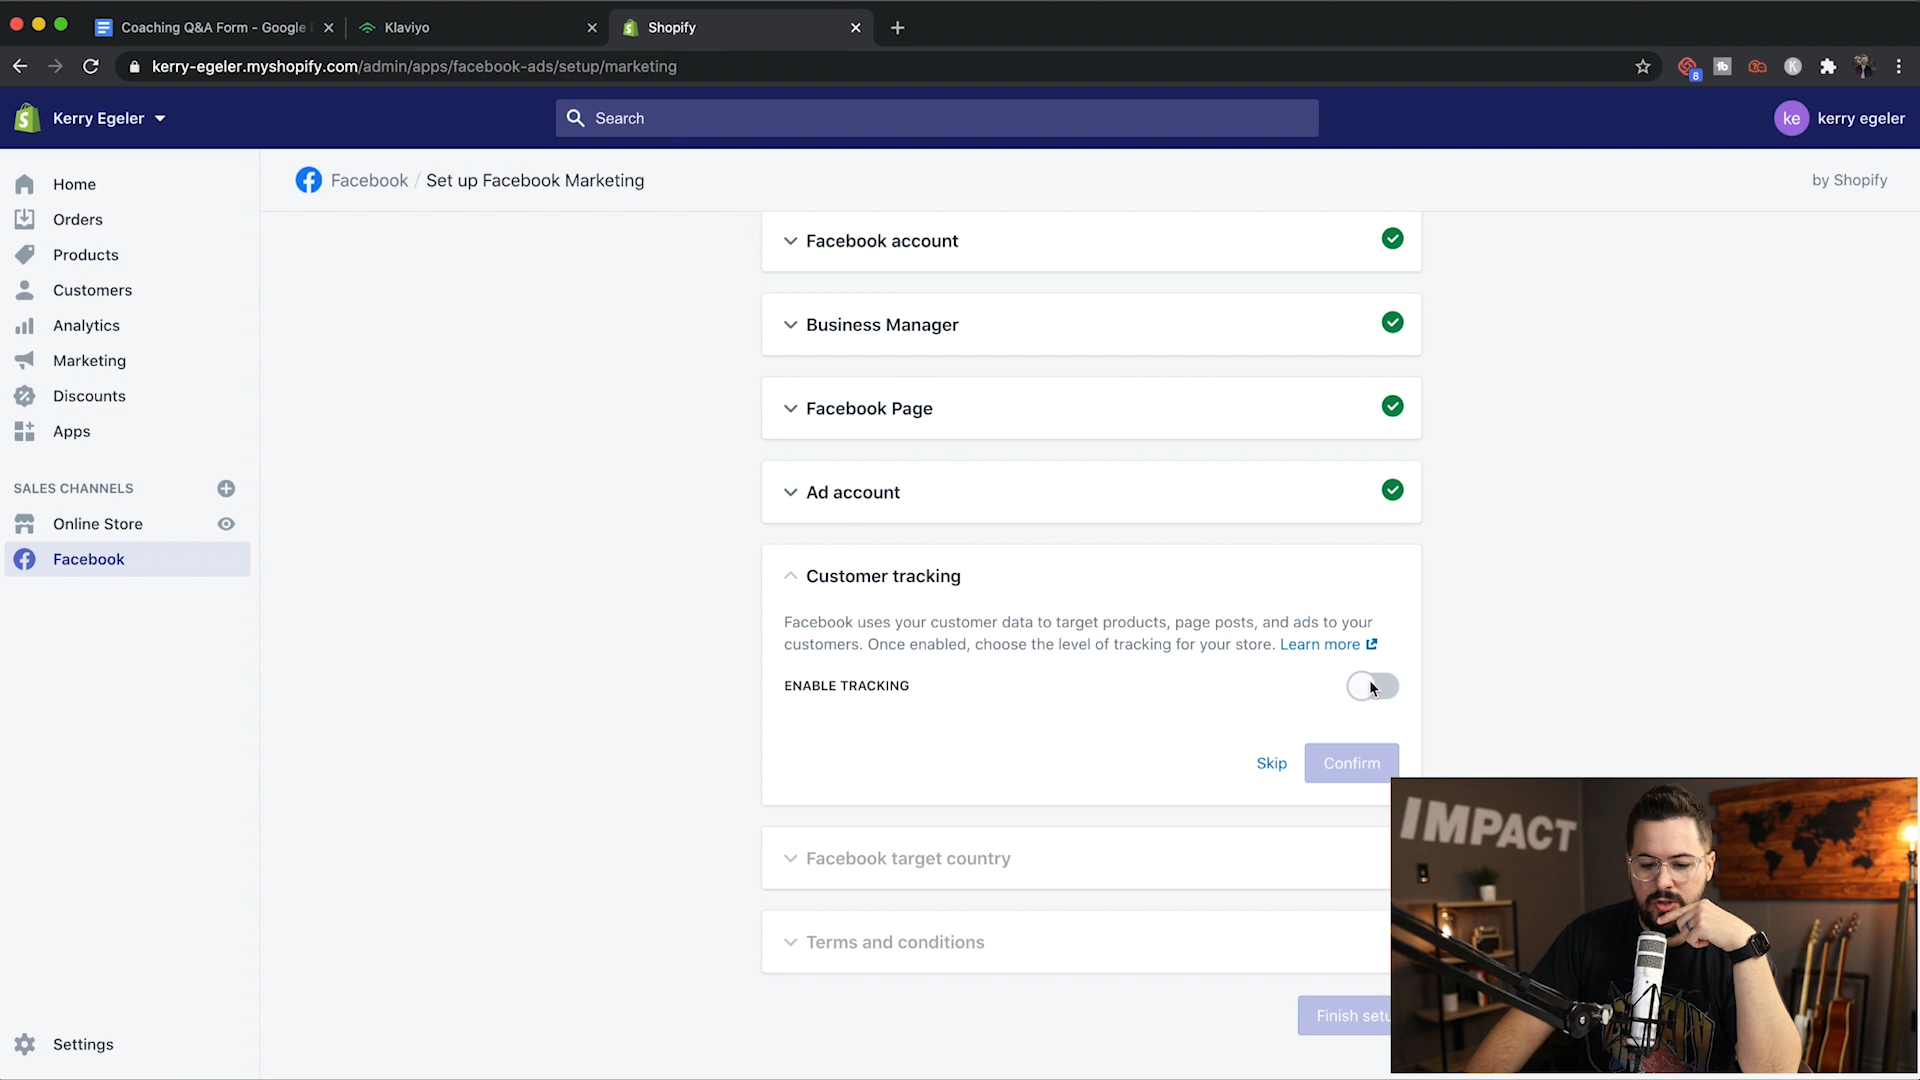 Coaching Q&A Form - Google
Klaviyo
Shopify
kerry-egeler.myshopify.com/admin/apps/facebook-ads/setup/marketing
8
tb
K
Kerry Egeler
Search
ke
kerry egeler
Home
Orders
Products
Customers
Analytics
Marketing
Discounts
Apps
SALES CHANNELS
Online Store
Facebook
Settings
Facebook / Set up Facebook Marketing
by Shopify
Facebook account
Business Manager
Facebook Page
Ad account
Customer tracking
Facebook uses your customer data to target products, page posts, and ads to your
customers. Once enabled, choose the level of tracking for your store. Learn more
ENABLE TRACKING
Skip
Confirm
Facebook target country
Terms and conditions
Finish setu
IMPACT